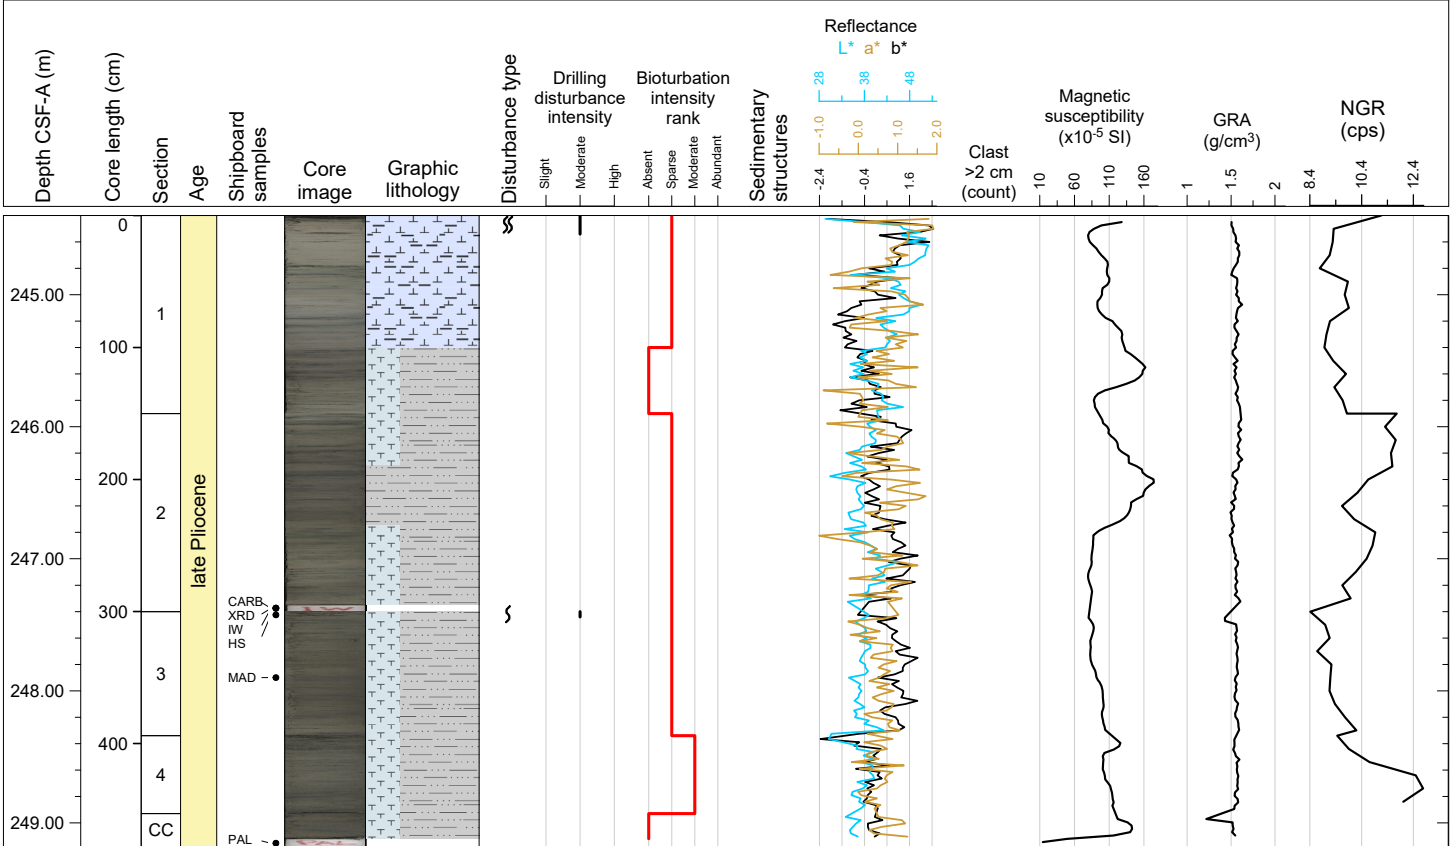 Depth CSF-A (m)
Core length (cm)
Section
Age
Shipboard
samples
Core
image
Graphic
lithology
Disturbance type
Drilling
disturbance
intensity
Slight
Moderate
High
Bioturbation
intensity
rank
Absent
Sparse
Moderate
Abundant
Sedimentary
structures
Reflectance
L* a* b*
28 38 48
-1.0 0.0 1.0 2.0
-2.4 -0.4 1.6
Clast
>2 cm
(count)
Magnetic
susceptibility
(x10-5 SI)
10 60 110 160
GRA
(g/cm3)
1 1.5 2
NGR
(cps)
8.4 10.4 12.4
0
245.00
1
100
246.00
200
2
late Pliocene
247.00
CARB
300
XRD
IW
HS
3
MAD
248.00
400
4
249.00
CC
PAL